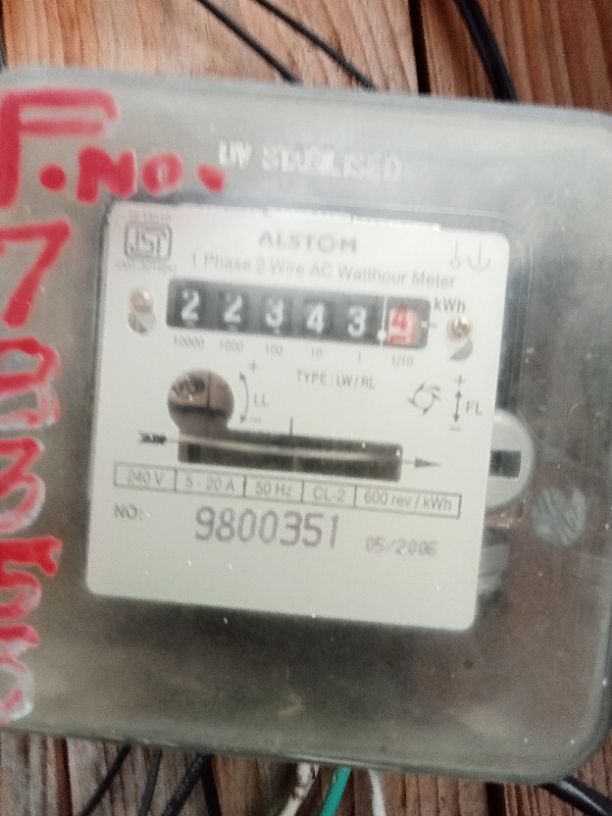 F.No.
UV STABILISED
ISI
ALSTOM
1 Phase 2 Wire AC Watthour Meter
2 2 3 4 3 4 kWh
10000 1000 100 10 1 1/10
TYPE : LW/RL
+ LL -
+ FL -
240 V 5 - 20 A 50 Hz CL-2 600 rev / kWh
NO: 9800351 05/2006